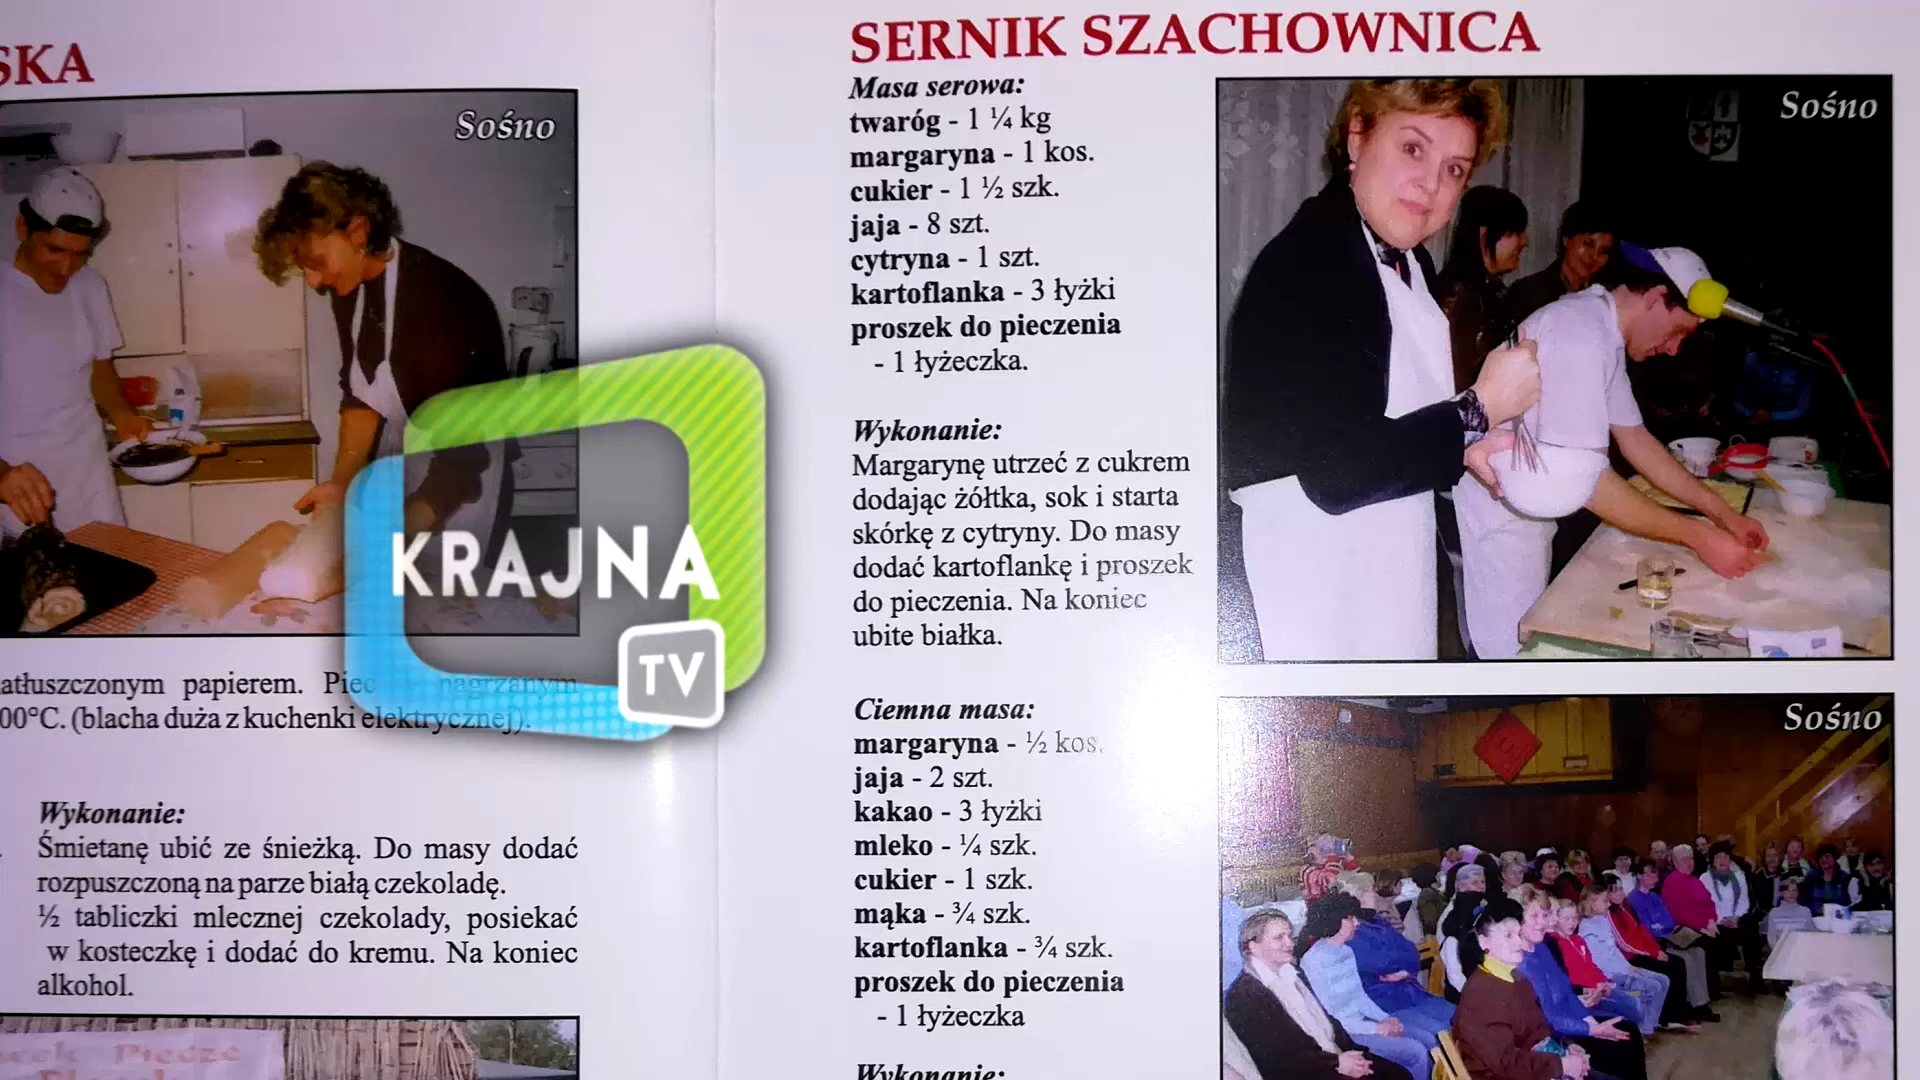 SKA
Sośno
atłuszczonym papierem. Piec nagrzanym
00°C. (blacha duża z kuchenki elektrycznej).
Wykonanie:
Śmietanę ubić ze śnieżką. Do masy dodać
rozpuszczoną na parze białą czekoladę.
½ tabliczki mlecznej czekolady, posiekać
w kosteczkę i dodać do kremu. Na koniec
alkohol.
KRAJNA
TV
SERNIK SZACHOWNICA
Masa serowa:
twaróg - 1 ¼ kg
margaryna - 1 kos.
cukier - 1 ½ szk.
jaja - 8 szt.
cytryna - 1 szt.
kartoflanka - 3 łyżki
proszek do pieczenia
- 1 łyżeczka.
Wykonanie:
Margarynę utrzeć z cukrem
dodając żółtka, sok i starta
skórkę z cytryny. Do masy
dodać kartoflankę i proszek
do pieczenia. Na koniec
ubite białka.
Ciemna masa:
margaryna - ½ kos.
jaja - 2 szt.
kakao - 3 łyżki
mleko - ¼ szk.
cukier - 1 szk.
mąka - ¾ szk.
kartoflanka - ¾ szk.
proszek do pieczenia
- 1 łyżeczka
Wykonanie:
Sośno
Sośno